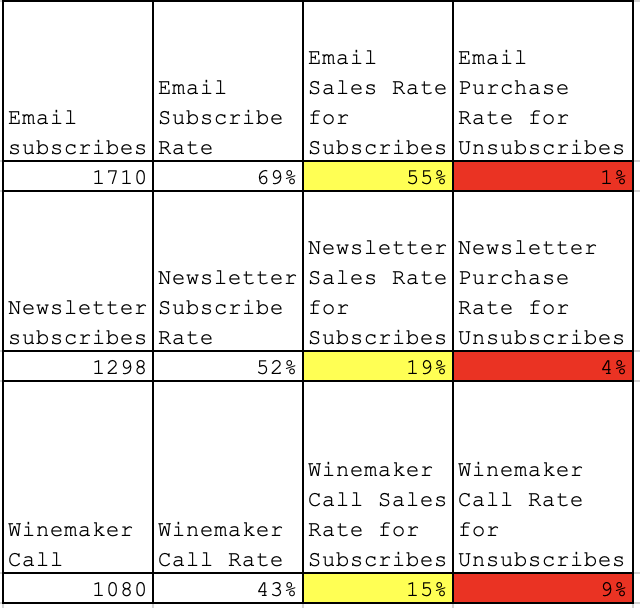 Email subscribes
Email Subscribe Rate
Email Sales Rate for Subscribes
Email Purchase Rate for Unsubscribes
1710 69% 55% 1%
Newsletter subscribes
Newsletter Subscribe Rate
Newsletter Sales Rate for Subscribes
Newsletter Purchase Rate for Unsubscribes
1298 52% 19% 4%
Winemaker Call
Winemaker Call Rate
Winemaker Call Sales Rate for Subscribes
Winemaker Call Rate for Unsubscribes
1080 43% 15% 9%